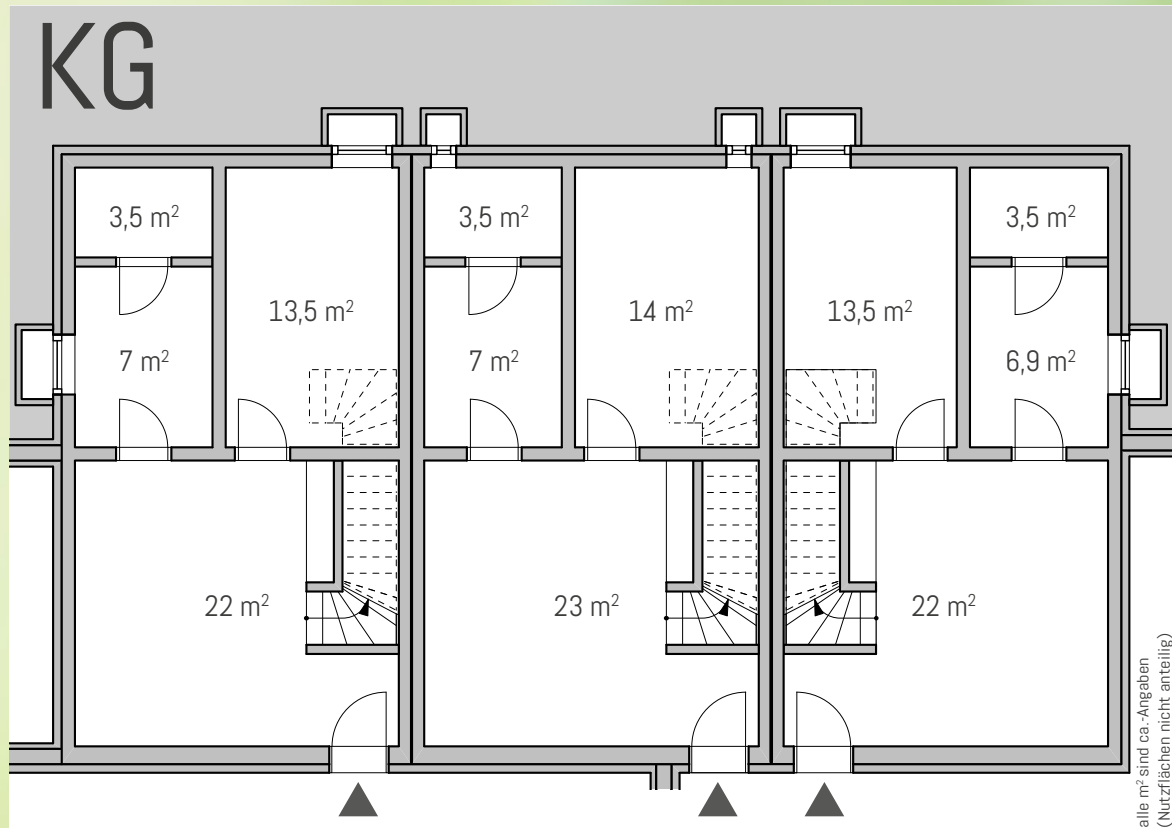 KG
3,5 m²
3,5 m²
3,5 m²
13,5 m²
14 m²
13,5 m²
7 m²
7 m²
6,9 m²
22 m²
23 m²
22 m²
alle m² sind ca.-Angaben
(Nutzflächen nicht anteilig)